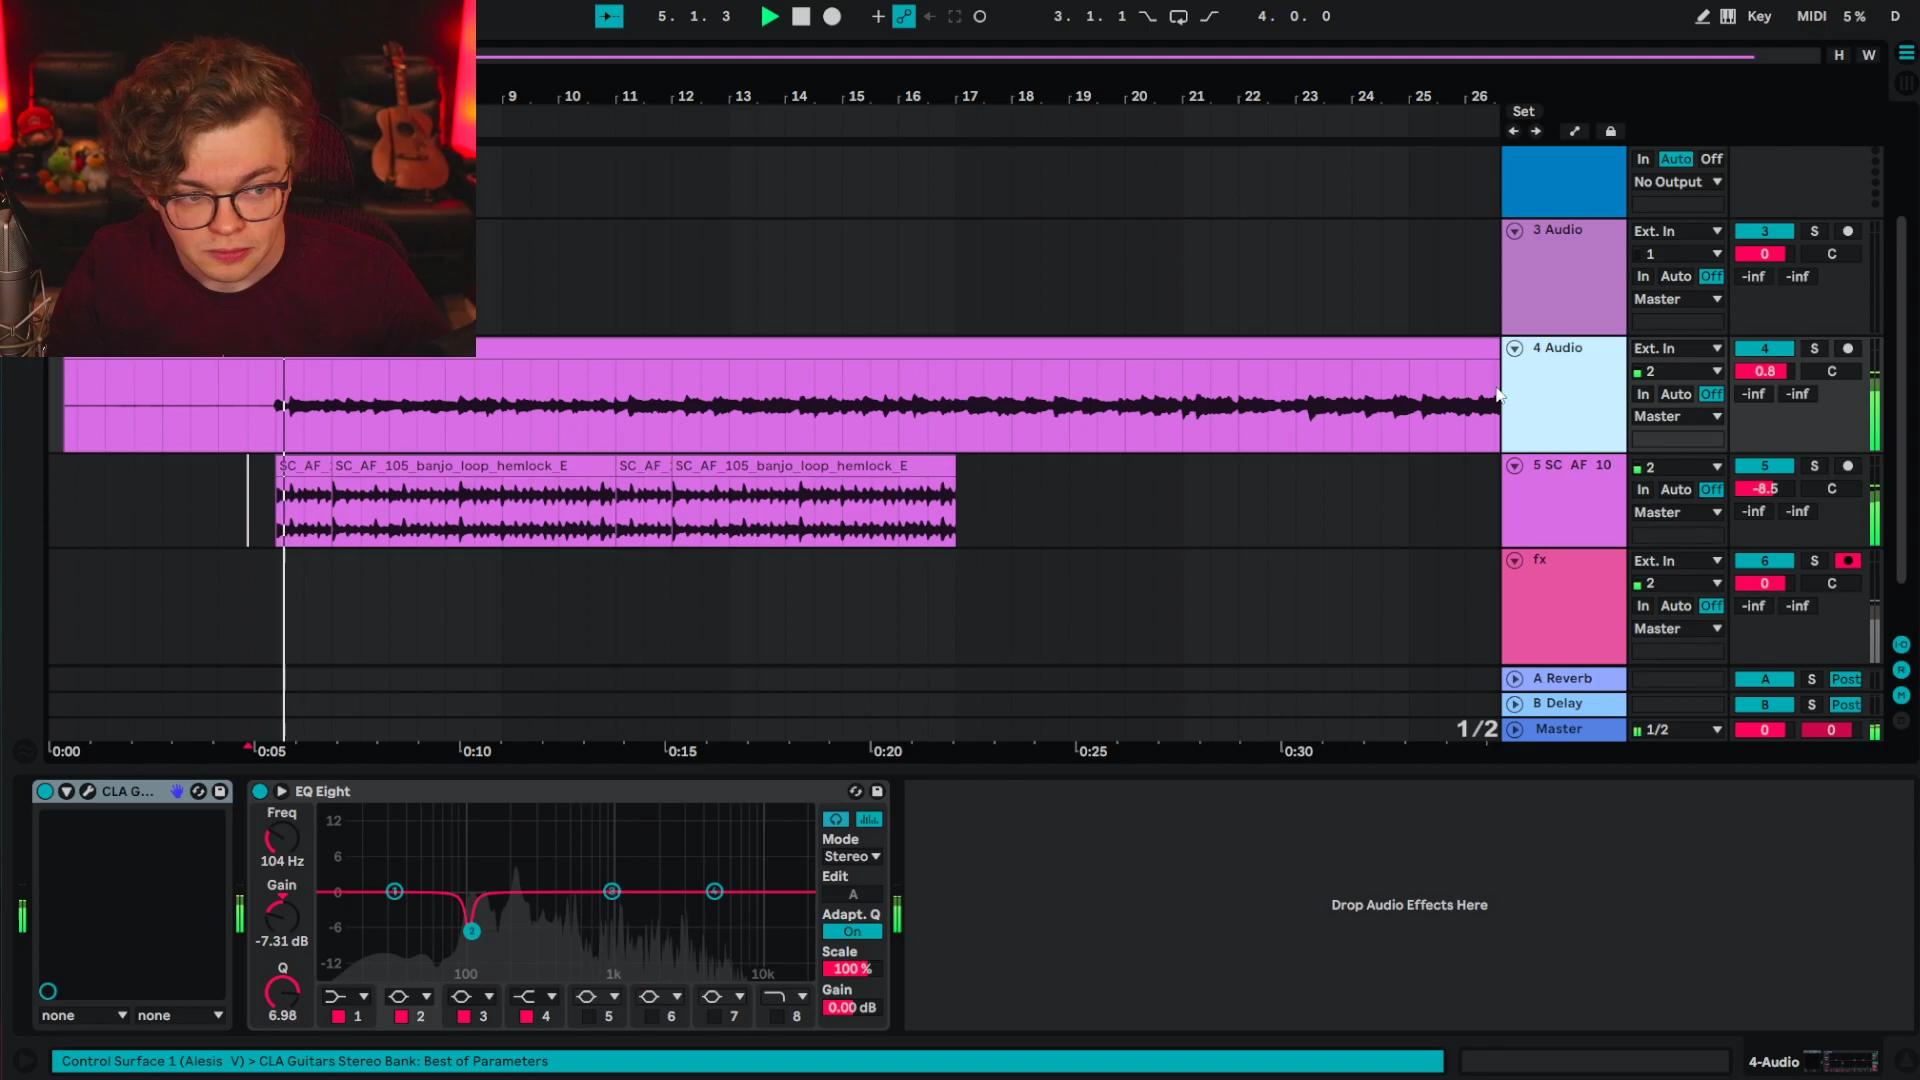 5. 1. 3
3. 1. 1
4. 0. 0
Key
MIDI
5 %
D
H W
9 10 11 12 13 14 15 16 17 18 19 20 21 22 23 24 25 26
Set
In Auto Off
No Output
3 Audio
Ext. In
3 S
1
0 C
In Auto Off
-inf -inf
Master
4 Audio
Ext. In
4 S
2
0.8 C
In Auto Off
-inf -inf
Master
SC_AF_ SC_AF_105_banjo_loop_hemlock_E SC_AF_ SC_AF_105_banjo_loop_hemlock_E
5 SC AF 10
2
5 S
In Auto Off
-8.5 C
Master
-inf -inf
fx
Ext. In
6 S
2
0 C
In Auto Off
-inf -inf
Master
A Reverb
A S Post
B Delay
B S Post
1/2
Master
1/2
0 0
0:00 0:05 0:10 0:15 0:20 0:25 0:30
CLA G...
EQ Eight
Freq
104 Hz
Gain
-7.31 dB
Q
6.98
12
6
0
-6
-12
100 1k 10k
1 2 3 4
1 2 3 4 5 6 7 8
Mode
Stereo
Edit
A
Adapt. Q
On
Scale
100 %
Gain
0.00 dB
none none
Drop Audio Effects Here
Control Surface 1 (Alesis V) > CLA Guitars Stereo Bank: Best of Parameters
4-Audio